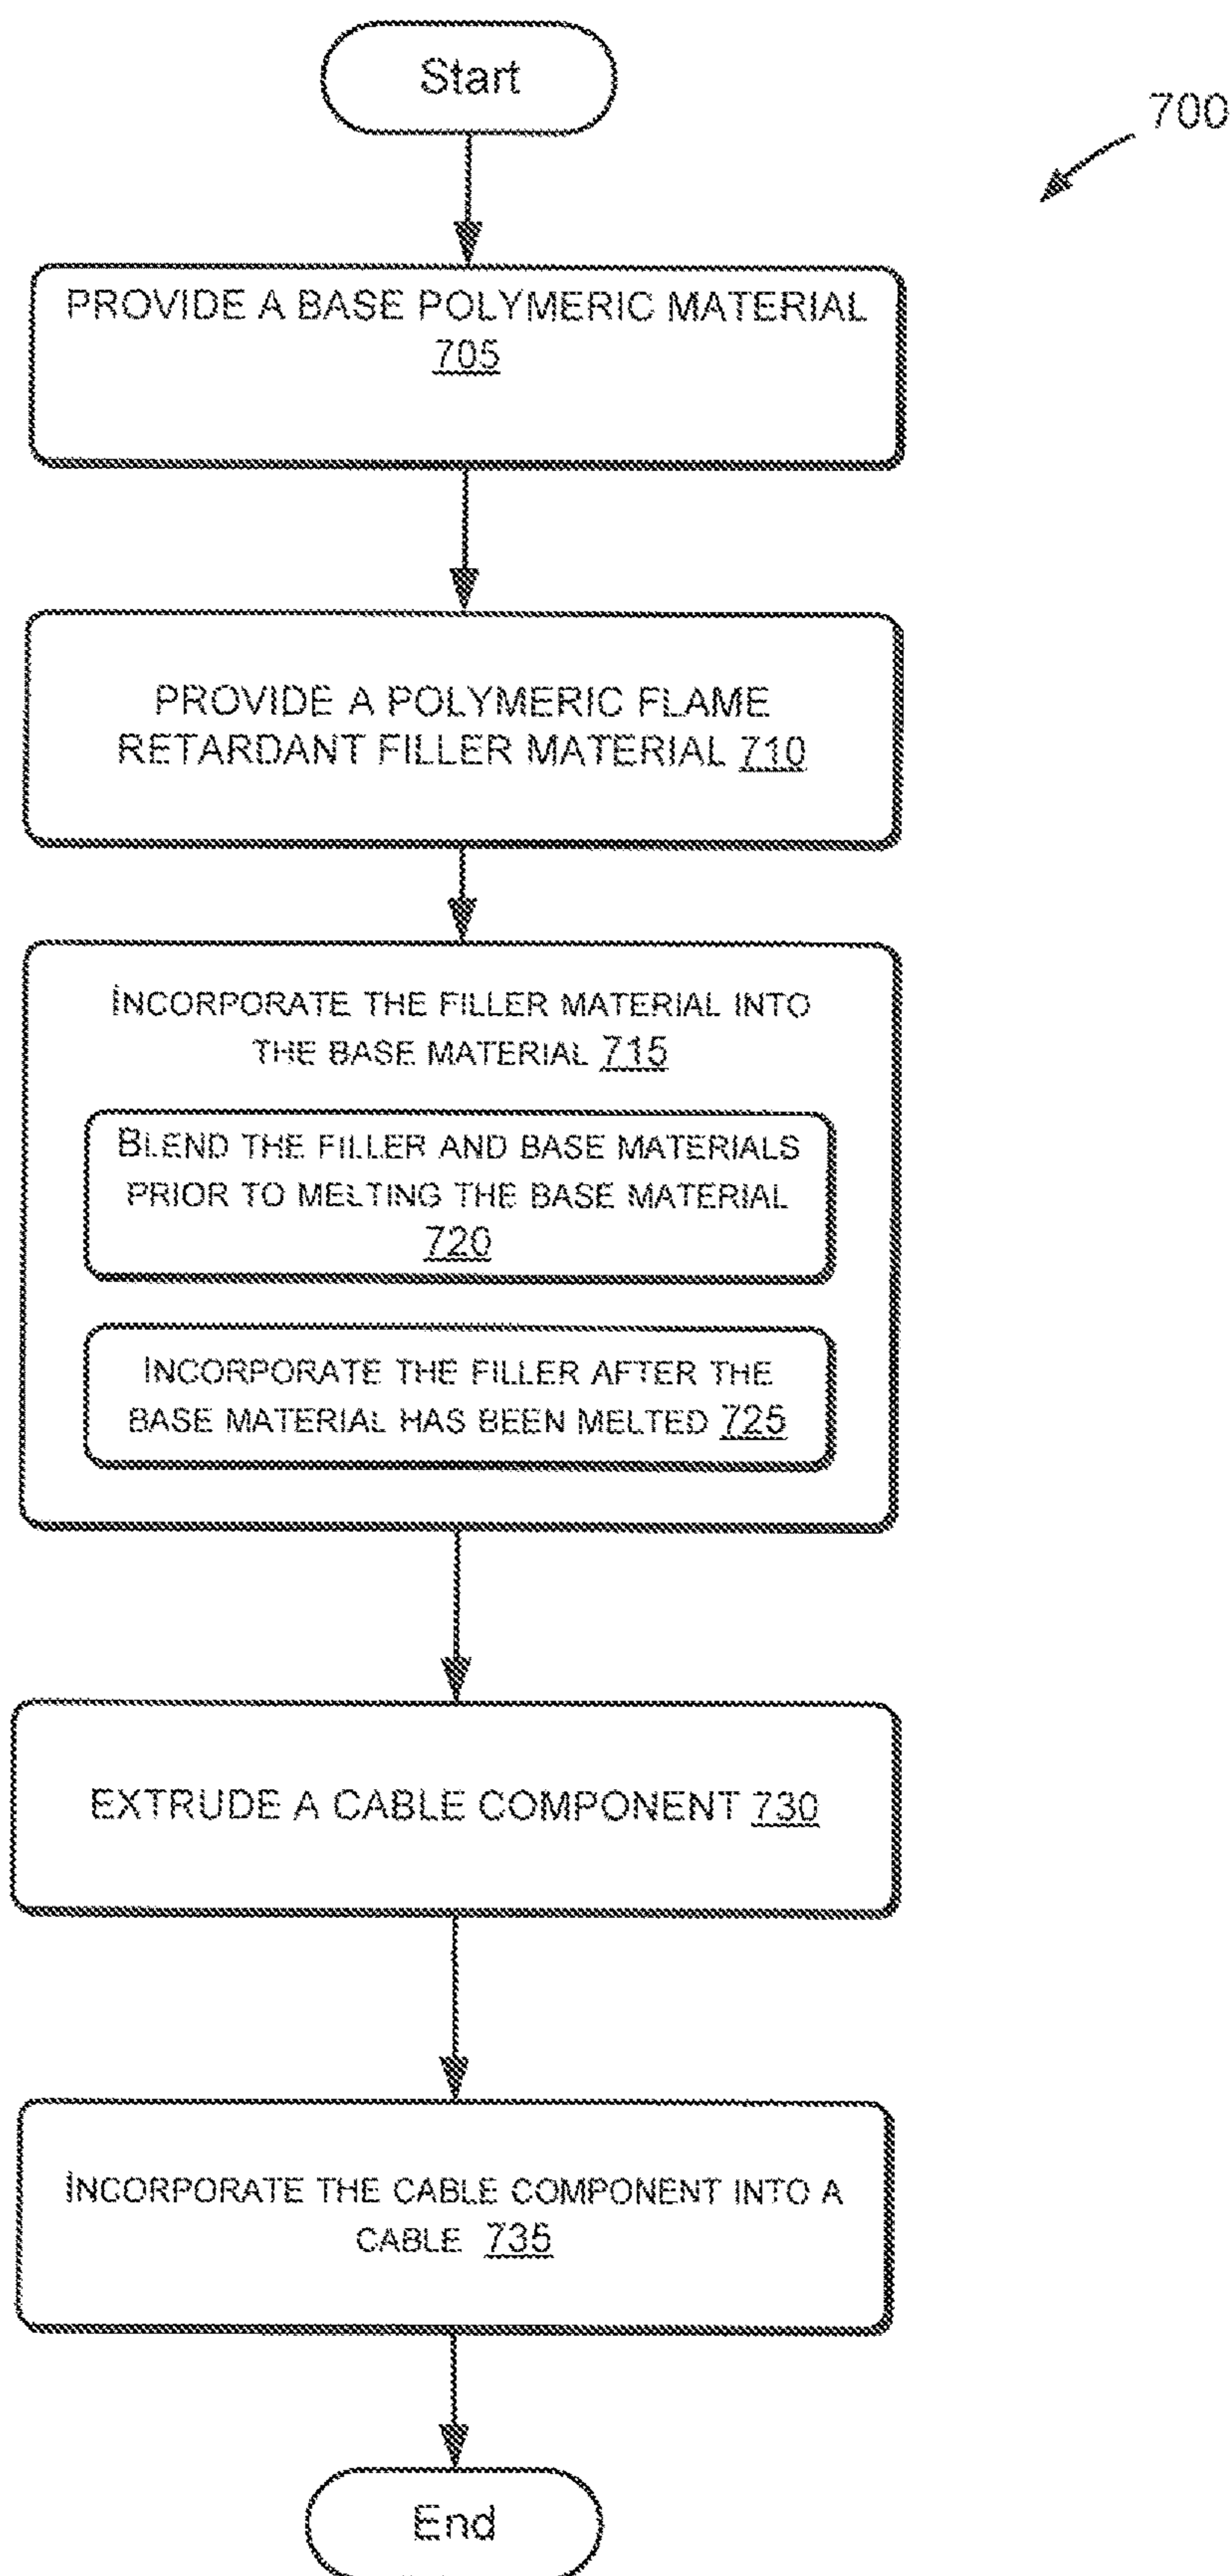 Start
700
PROVIDE A BASE POLYMERIC MATERIAL
705
PROVIDE A POLYMERIC FLAME
RETARDANT FILLER MATERIAL 710
INCORPORATE THE FILLER MATERIAL INTO
THE BASE MATERIAL 715
BLEND THE FILLER AND BASE MATERIALS
PRIOR TO MELTING THE BASE MATERIAL
720
INCORPORATE THE FILLER AFTER THE
BASE MATERIAL HAS BEEN MELTED 725
EXTRUDE A CABLE COMPONENT 730
INCORPORATE THE CABLE COMPONENT INTO A
CABLE 735
End